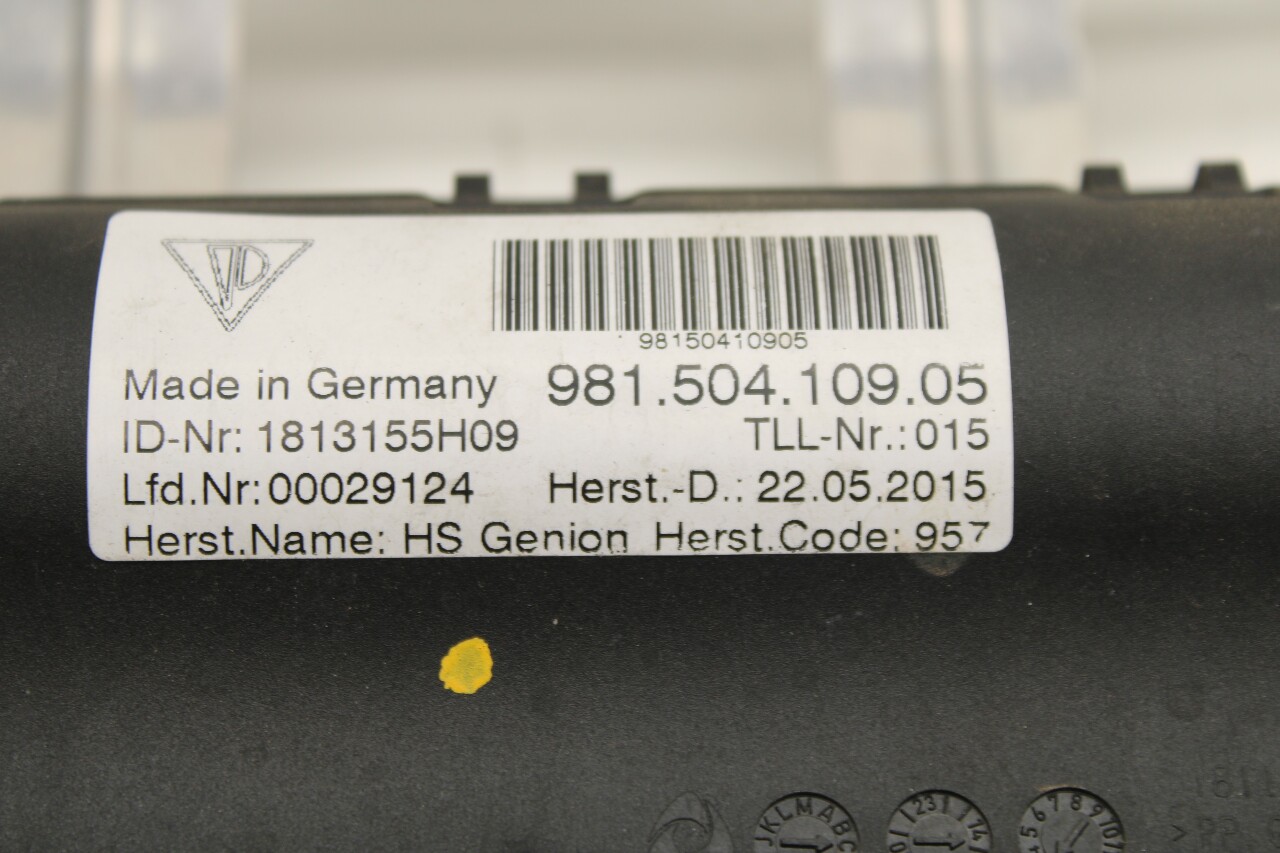 98150410905
Made in Germany 981.504.109.05
ID-Nr: 1813155H09 TLL-Nr.: 015
Lfd.Nr: 00029124 Herst.-D.: 22.05.2015
Herst.Name: HS Genion Herst.Code: 957
JKLMABC